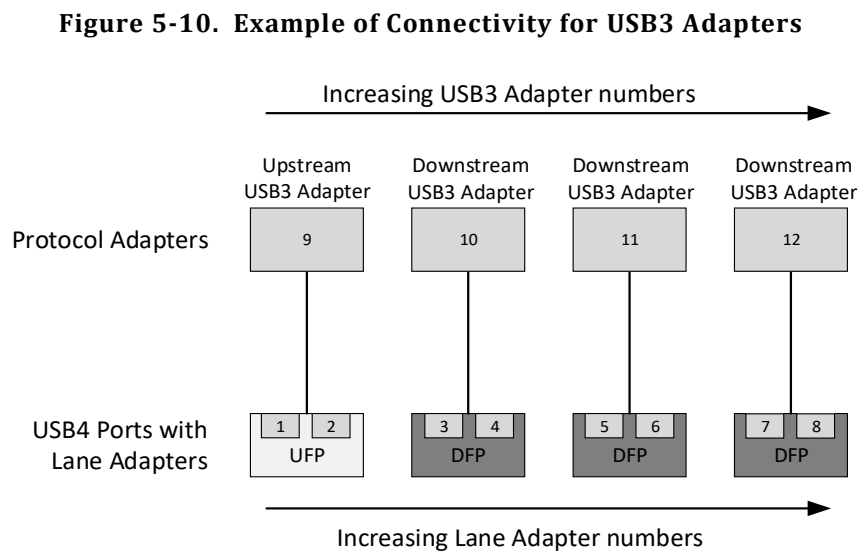 Figure 5-10. Example of Connectivity for USB3 Adapters
Increasing USB3 Adapter numbers
Upstream
USB3 Adapter
Downstream
USB3 Adapter
Downstream
USB3 Adapter
Downstream
USB3 Adapter
Protocol Adapters
9
10
11
12
USB4 Ports with
Lane Adapters
1
2
UFP
3
4
DFP
5
6
DFP
7
8
DFP
Increasing Lane Adapter numbers